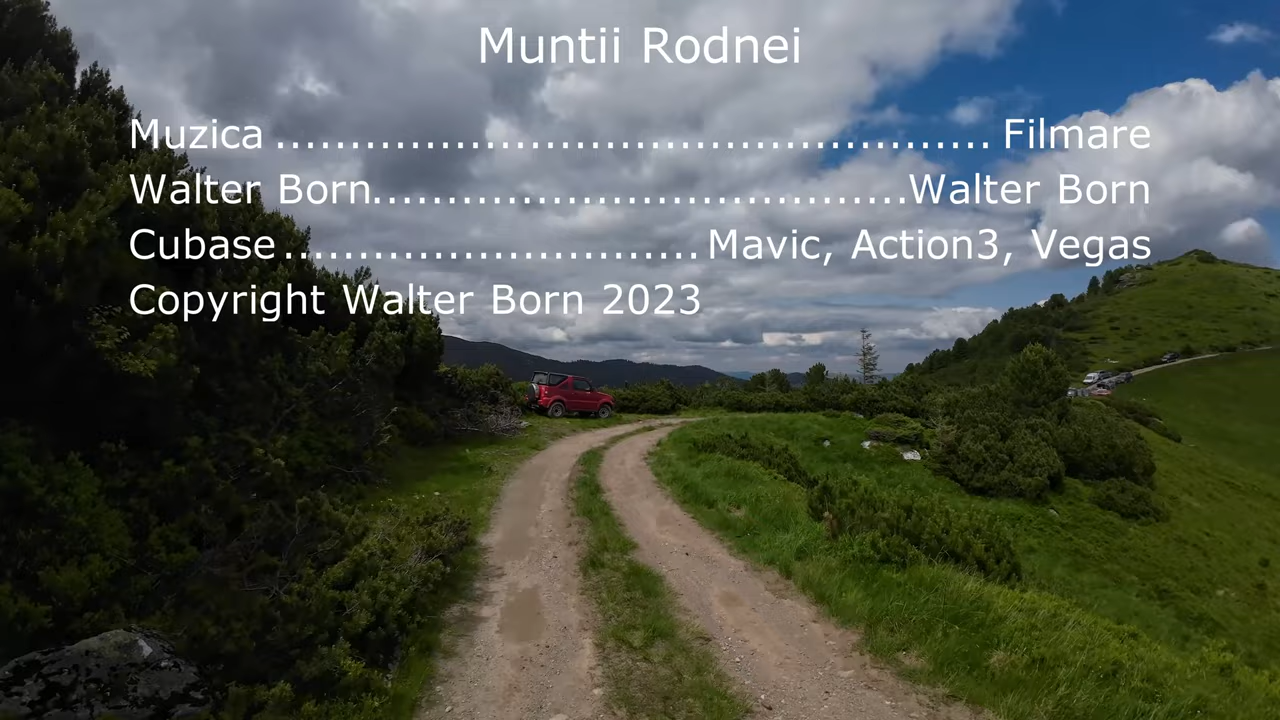 Muntii Rodnei
Muzica ................................................ Filmare
Walter Born....................................Walter Born
Cubase............................Mavic, Action3, Vegas
Copyright Walter Born 2023